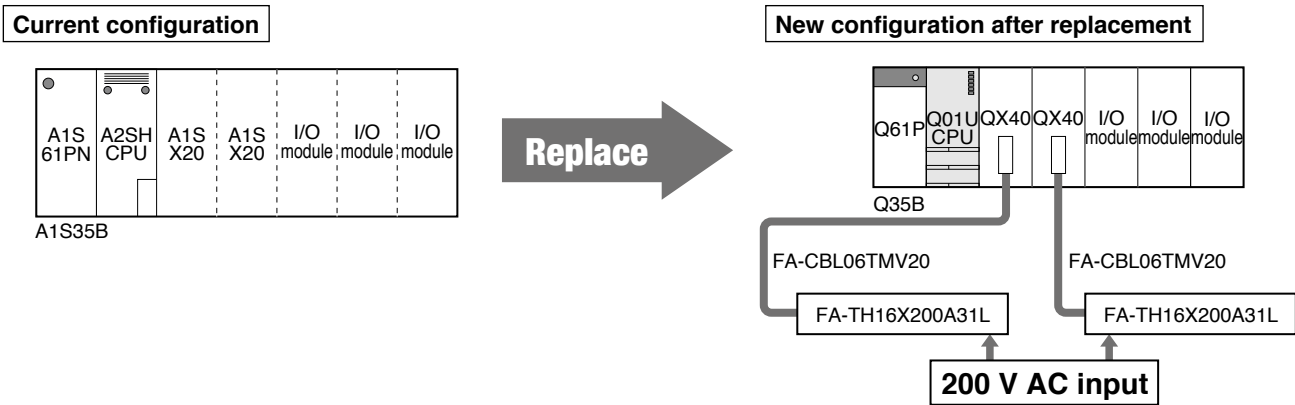 Current configuration
A1S
61PN
A2SH
CPU
A1S
X20
A1S
X20
I/O
module
I/O
module
I/O
module
A1S35B
Replace
New configuration after replacement
Q61P
Q01U
CPU
QX40
QX40
I/O
module
I/O
module
I/O
module
Q35B
FA-CBL06TMV20
FA-CBL06TMV20
FA-TH16X200A31L
FA-TH16X200A31L
200 V AC input